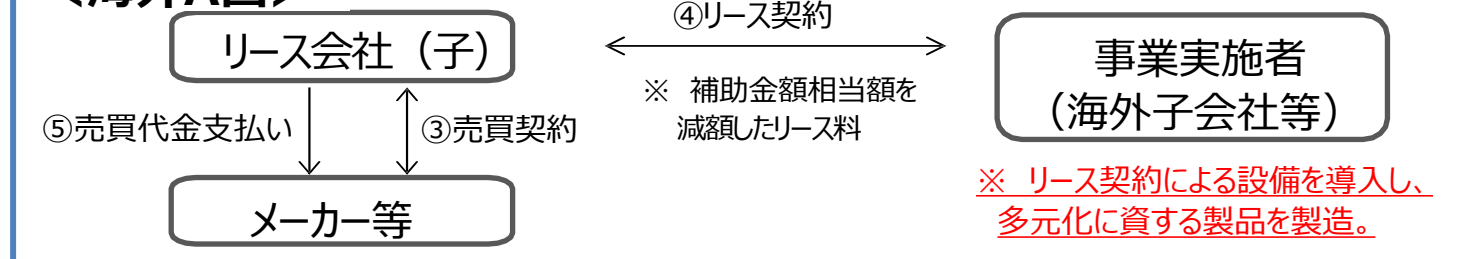 ④リース契約
リース会社（子）
事業実施者
（海外子会社等）
※ 補助金額相当額を
減額したリース料
⑤売買代金支払い
③売買契約
※ リース契約による設備を導入し、
多元化に資する製品を製造。
メーカー等